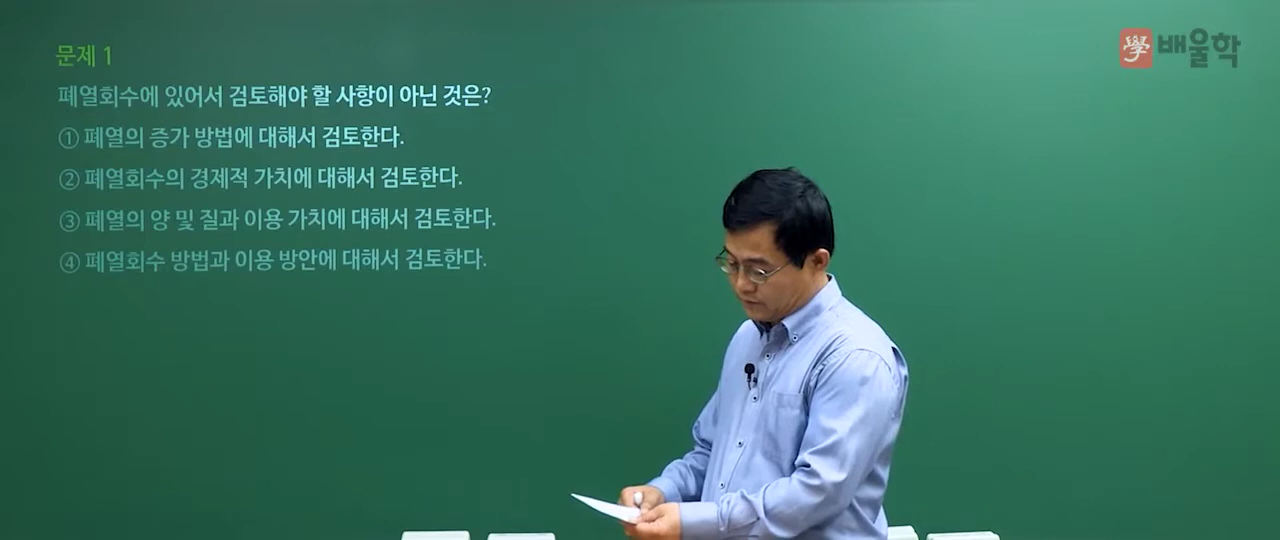 學배울학
문제 1
폐열회수에 있어서 검토해야 할 사항이 아닌 것은?
① 폐열의 증가 방법에 대해서 검토한다.
② 폐열회수의 경제적 가치에 대해서 검토한다.
③ 폐열의 양 및 질과 이용 가치에 대해서 검토한다.
④ 폐열회수 방법과 이용 방안에 대해서 검토한다.